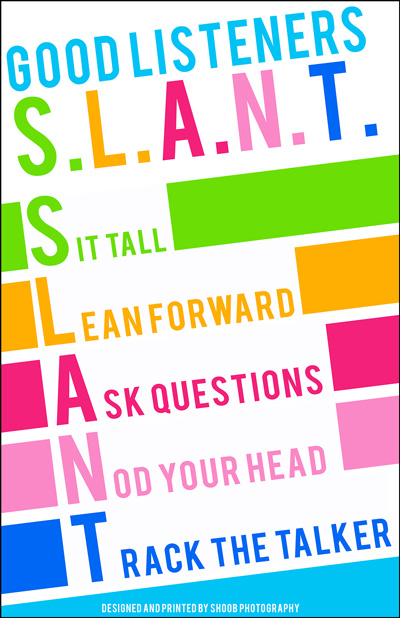 GOOD LISTENERS
S.L.A.N.T.
SIT TALL
LEAN FORWARD
ASK QUESTIONS
NOD YOUR HEAD
TRACK THE TALKER
DESIGNED AND PRINTED BY SHOOB PHOTOGRAPHY